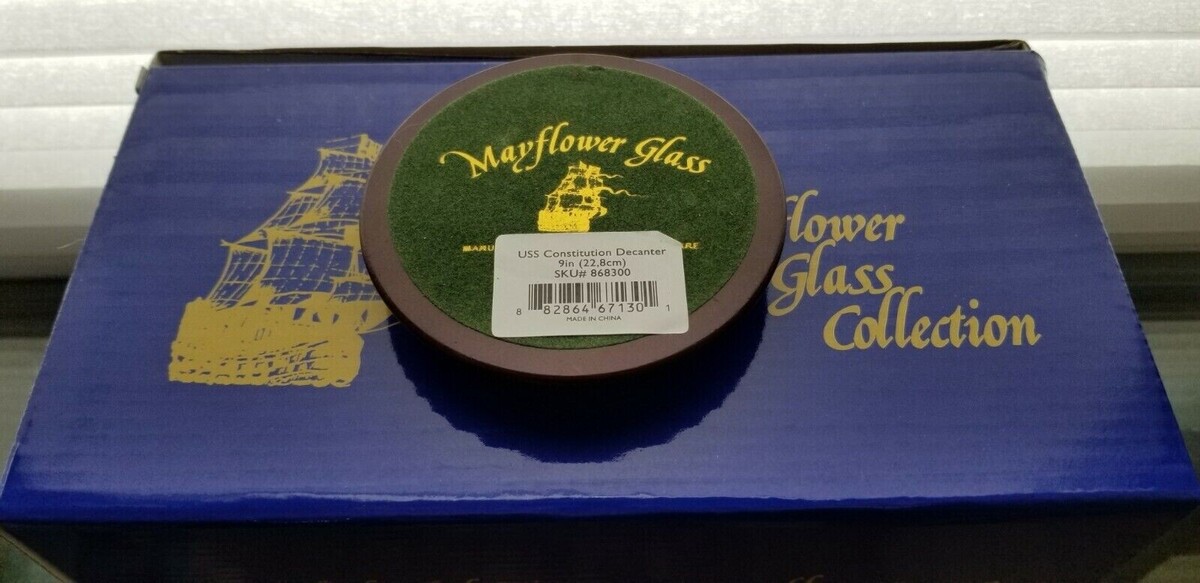 Mayflower Glass
USS Constitution Decanter
9in (22,8cm)
SKU# 868300
8 82864 67130 1
MADE IN CHINA
flower
Glass
Collection